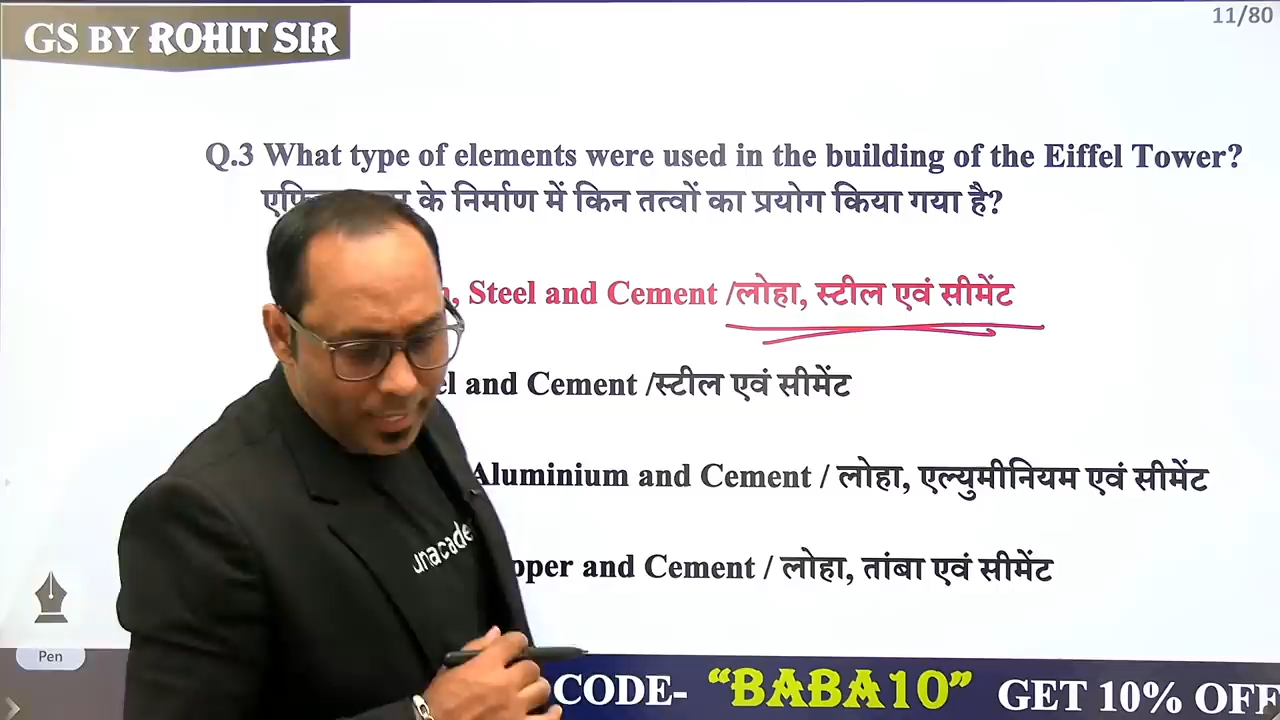 GS BY ROHIT SIR
11/80
Q.3 What type of elements were used in the building of the Eiffel Tower?
के निर्माण में किन तत्वों का प्रयोग किया गया है?
Steel and Cement /लोहा, स्टील एवं सीमेंट
and Cement /स्टील एवं सीमेंट
Aluminium and Cement / लोहा, एल्युमीनियम एवं सीमेंट
and Cement / लोहा, तांबा एवं सीमेंट
unacade
Pen
CODE- “BABA10” GET 10% OFF